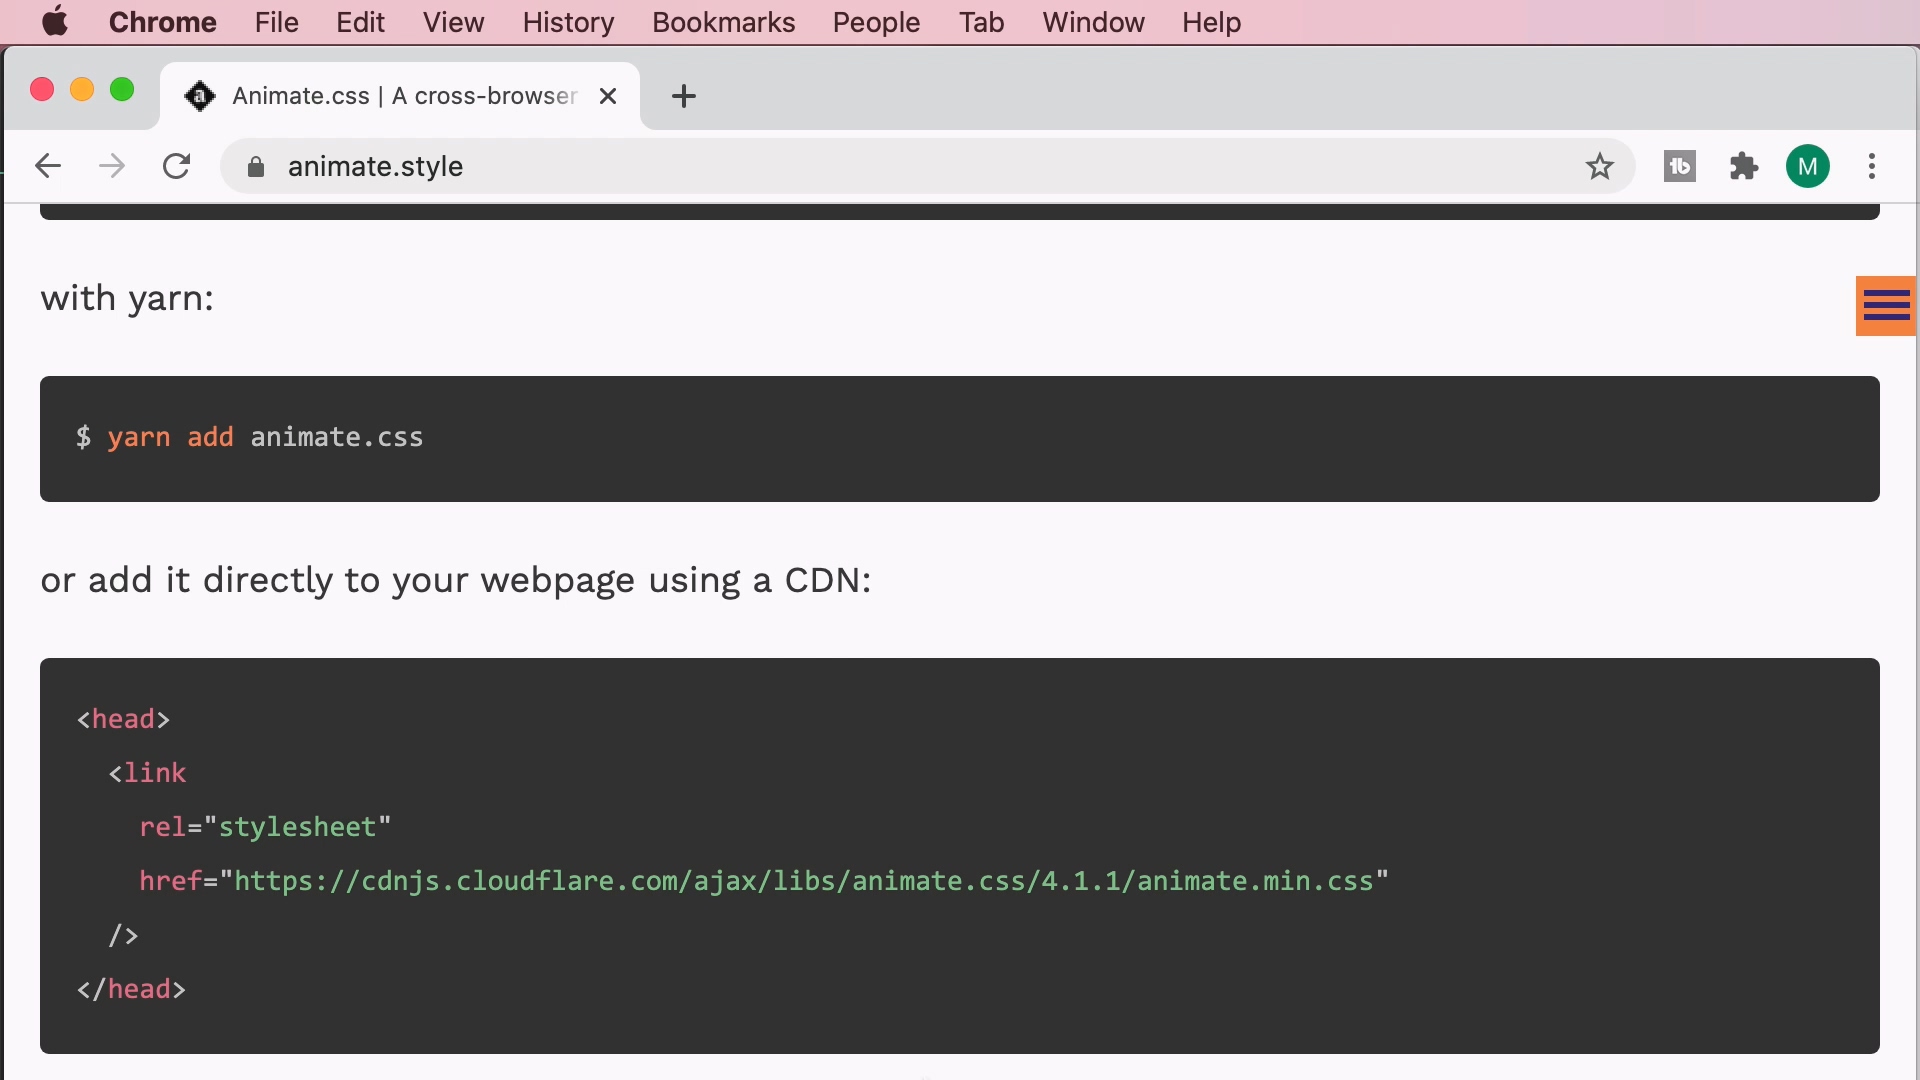 Chrome File Edit View History Bookmarks People Tab Window Help
a Animate.css | A cross-browser
animate.style
tb
M
with yarn:
$ yarn add animate.css
or add it directly to your webpage using a CDN:
<head>
<link
rel="stylesheet"
href="https://cdnjs.cloudflare.com/ajax/libs/animate.css/4.1.1/animate.min.css"
/>
</head>